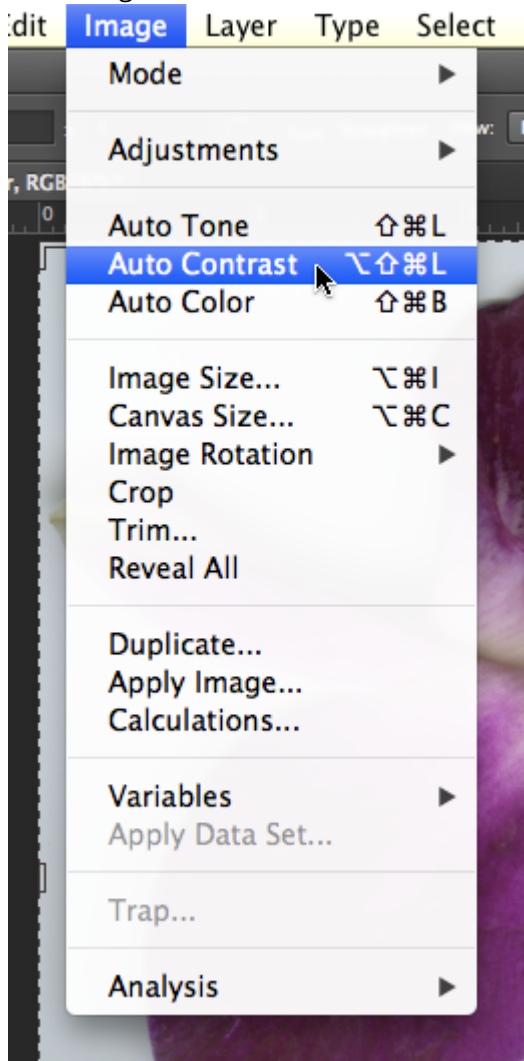 dit Image Layer Type Select
Mode ▶
Adjustments ▶
r, RGB
0
Auto Tone ⇧⌘L
Auto Contrast ⌥⇧⌘L
Auto Color ⇧⌘B
Image Size... ⌥⌘I
Canvas Size... ⌥⌘C
Image Rotation ▶
Crop
Trim...
Reveal All
Duplicate...
Apply Image...
Calculations...
Variables ▶
Apply Data Set...
Trap...
Analysis ▶